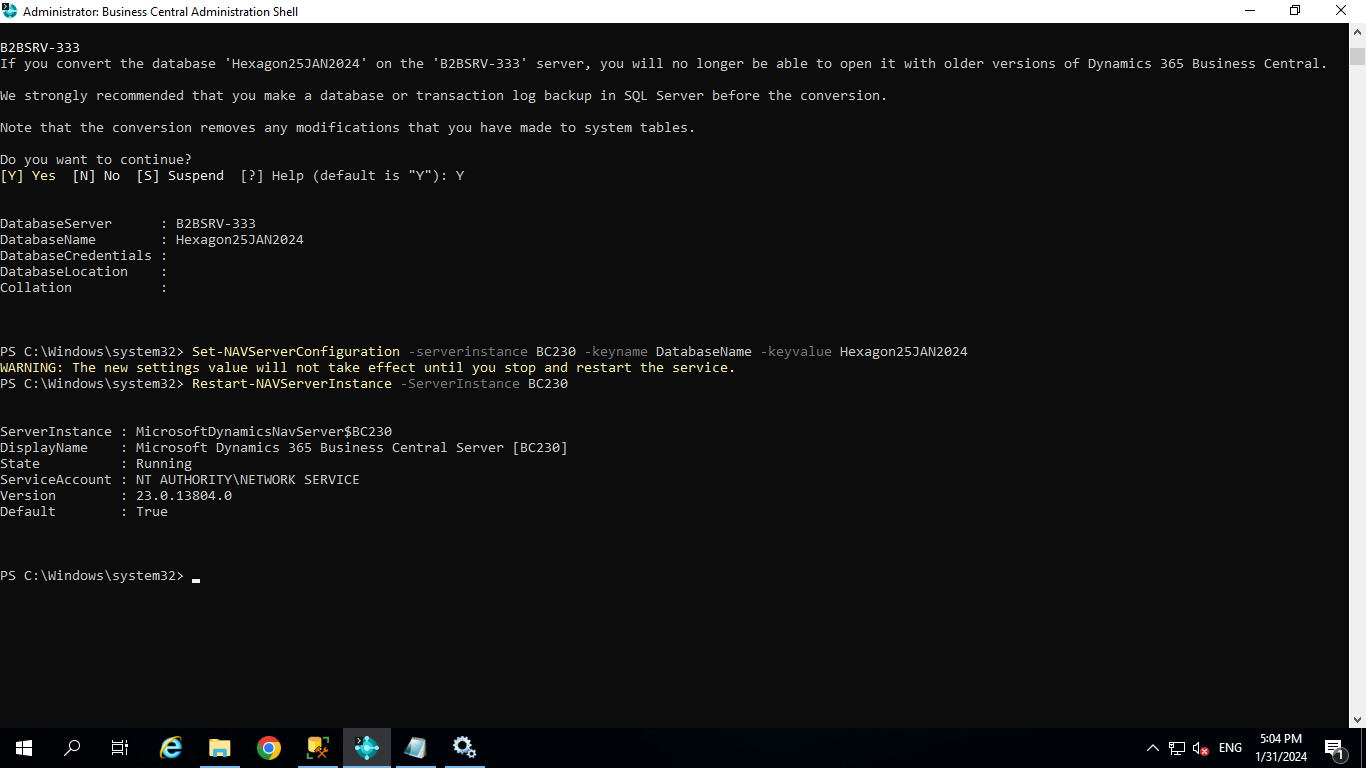 Administrator: Business Central Administration Shell
B2BSRV-333
If you convert the database 'Hexagon25JAN2024' on the 'B2BSRV-333' server, you will no longer be able to open it with older versions of Dynamics 365 Business Central.
We strongly recommended that you make a database or transaction log backup in SQL Server before the conversion.
Note that the conversion removes any modifications that you have made to system tables.
Do you want to continue?
[Y] Yes  [N] No  [S] Suspend  [?] Help (default is "Y"): Y
DatabaseServer      : B2BSRV-333
DatabaseName        : Hexagon25JAN2024
DatabaseCredentials :
DatabaseLocation    :
Collation           :
PS C:\Windows\system32> Set-NAVServerConfiguration -serverinstance BC230 -keyname DatabaseName -keyvalue Hexagon25JAN2024
WARNING: The new settings value will not take effect until you stop and restart the service.
PS C:\Windows\system32> Restart-NAVServerInstance -ServerInstance BC230
ServerInstance : MicrosoftDynamicsNavServer$BC230
DisplayName    : Microsoft Dynamics 365 Business Central Server [BC230]
State          : Running
ServiceAccount : NT AUTHORITY\NETWORK SERVICE
Version        : 23.0.13804.0
Default        : True
PS C:\Windows\system32>
ENG
5:04 PM
1/31/2024
1